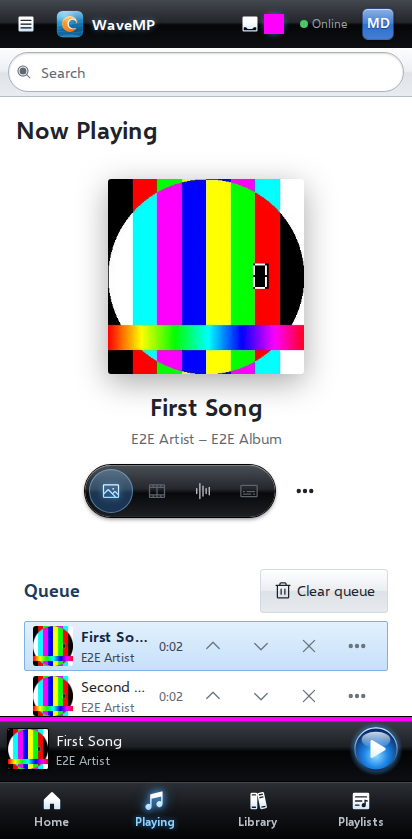 WaveMP
Online
MD
Search
Now Playing
First Song
E2E Artist – E2E Album
Queue
Clear queue
First So...
E2E Artist
0:02
Second ...
E2E Artist
0:02
First Song
E2E Artist
Home
Playing
Library
Playlists